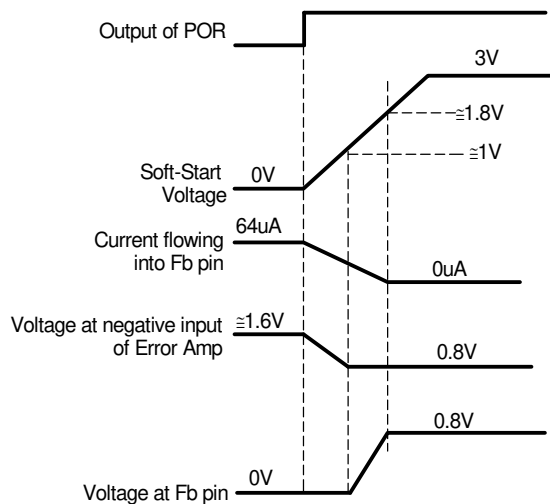 Output of POR
3V
≅1.8V
≅1V
Soft-Start
Voltage
0V
64uA
Current flowing
into Fb pin
0uA
Voltage at negative input
of Error Amp
≅1.6V
0.8V
0.8V
Voltage at Fb pin
0V